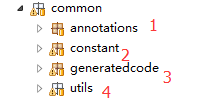 common
annotations 1
constant 2
generatedcode 3
utils 4